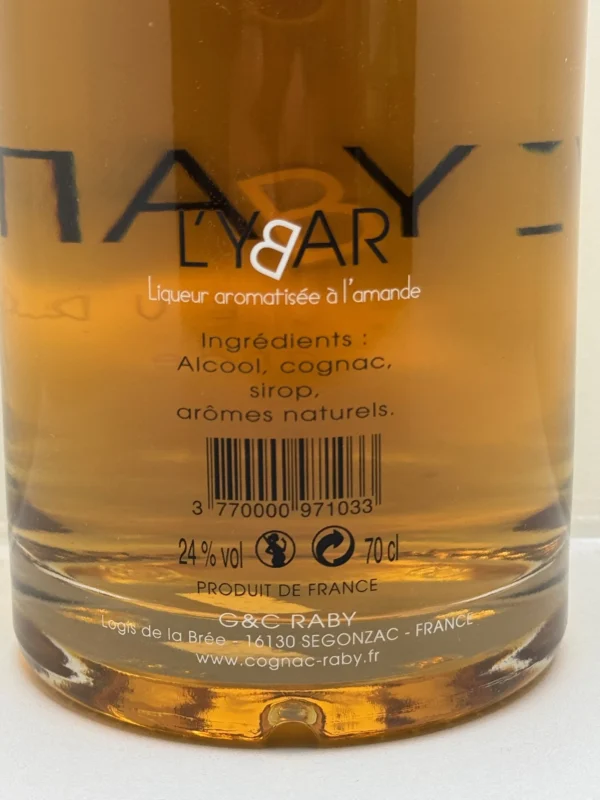 L'YBAR
Liqueur aromatisée à l'amande
Ingrédients :
Alcool, cognac,
sirop,
arômes naturels.
3 770000 971033
24 % vol 70 cl
PRODUIT DE FRANCE
G&C RABY
Logis de la Brée - 16130 SEGONZAC - FRANCE
www.cognac-raby.fr